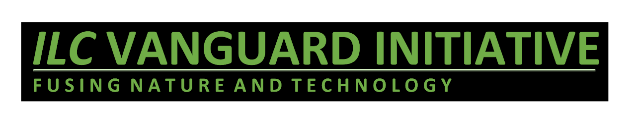 ILC VANGUARD INITIATIVE
FUSING NATURE AND TECHNOLOGY